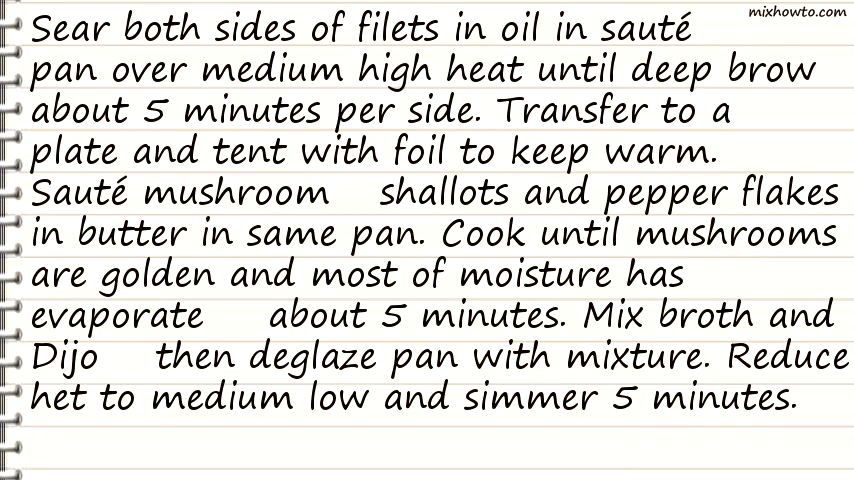 mixhowto.com
Sear both sides of filets in oil in sauté
pan over medium high heat until deep brow
about 5 minutes per side. Transfer to a
plate and tent with foil to keep warm.
Sauté mushroom shallots and pepper flakes
in butter in same pan. Cook until mushrooms
are golden and most of moisture has
evaporate about 5 minutes. Mix broth and
Dijo then deglaze pan with mixture. Reduce
het to medium low and simmer 5 minutes.